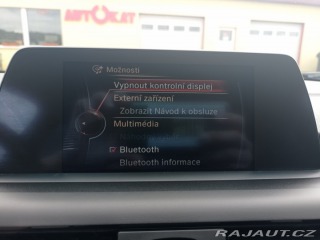 AUTOKAT
Možnosti
Vypnout kontrolní displej
Externí zařízení
Zobrazit Návod k obsluze
Multimédia
Bluetooth
Bluetooth informace
RAJAUT.CZ